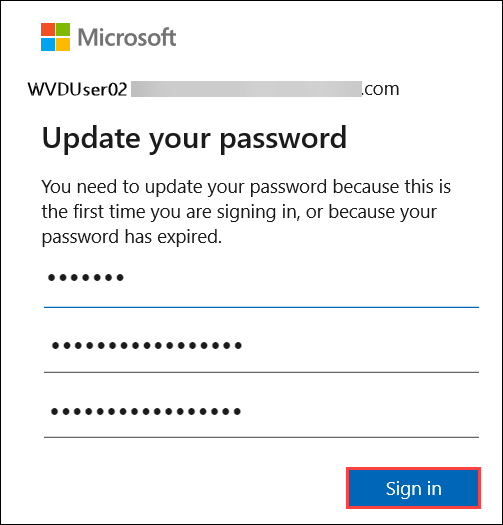 Microsoft
WVDUser02 .com
Update your password
You need to update your password because this is
the first time you are signing in, or because your
password has expired.
•••••••
•••••••••••••••••
•••••••••••••••••
Sign in